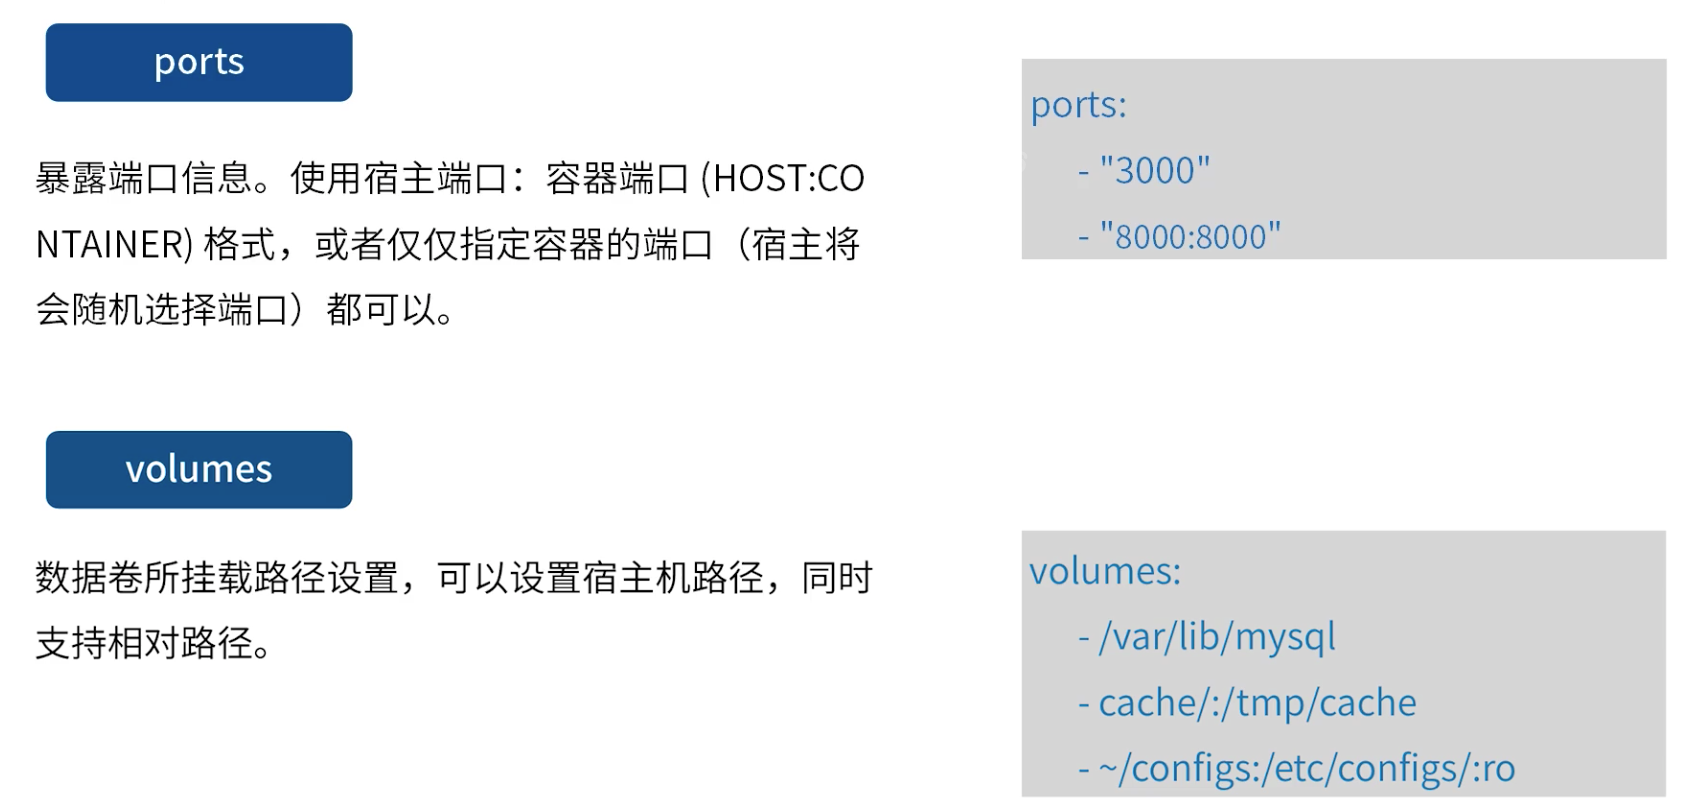 ports
暴露端口信息。使用宿主端口：容器端口 (HOST:CO
NTAINER) 格式，或者仅仅指定容器的端口（宿主将
会随机选择端口）都可以。
ports:
- "3000"
- "8000:8000"
volumes
数据卷所挂载路径设置，可以设置宿主机路径，同时
支持相对路径。
volumes:
- /var/lib/mysql
- cache/:/tmp/cache
- ~/configs:/etc/configs/:ro